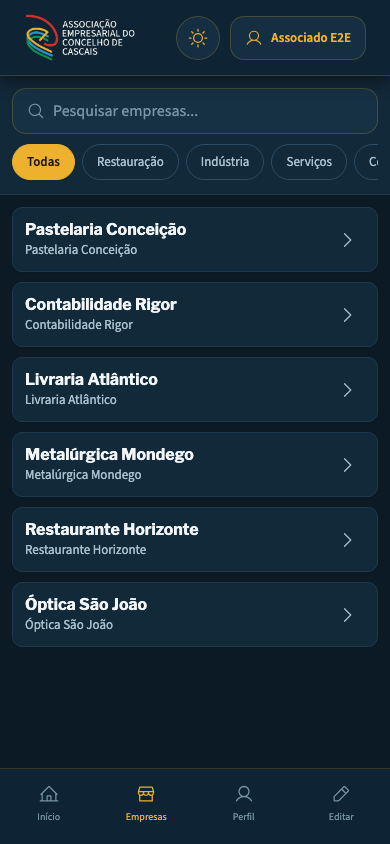 ASSOCIAÇÃO
EMPRESARIAL DO
CONCELHO DE
CASCAIS
Associado E2E
Pesquisar empresas...
Todas
Restauração
Indústria
Serviços
Pastelaria Conceição
Pastelaria Conceição
Contabilidade Rigor
Contabilidade Rigor
Livraria Atlântico
Livraria Atlântico
Metalúrgica Mondego
Metalúrgica Mondego
Restaurante Horizonte
Restaurante Horizonte
Óptica São João
Óptica São João
Início
Empresas
Perfil
Editar